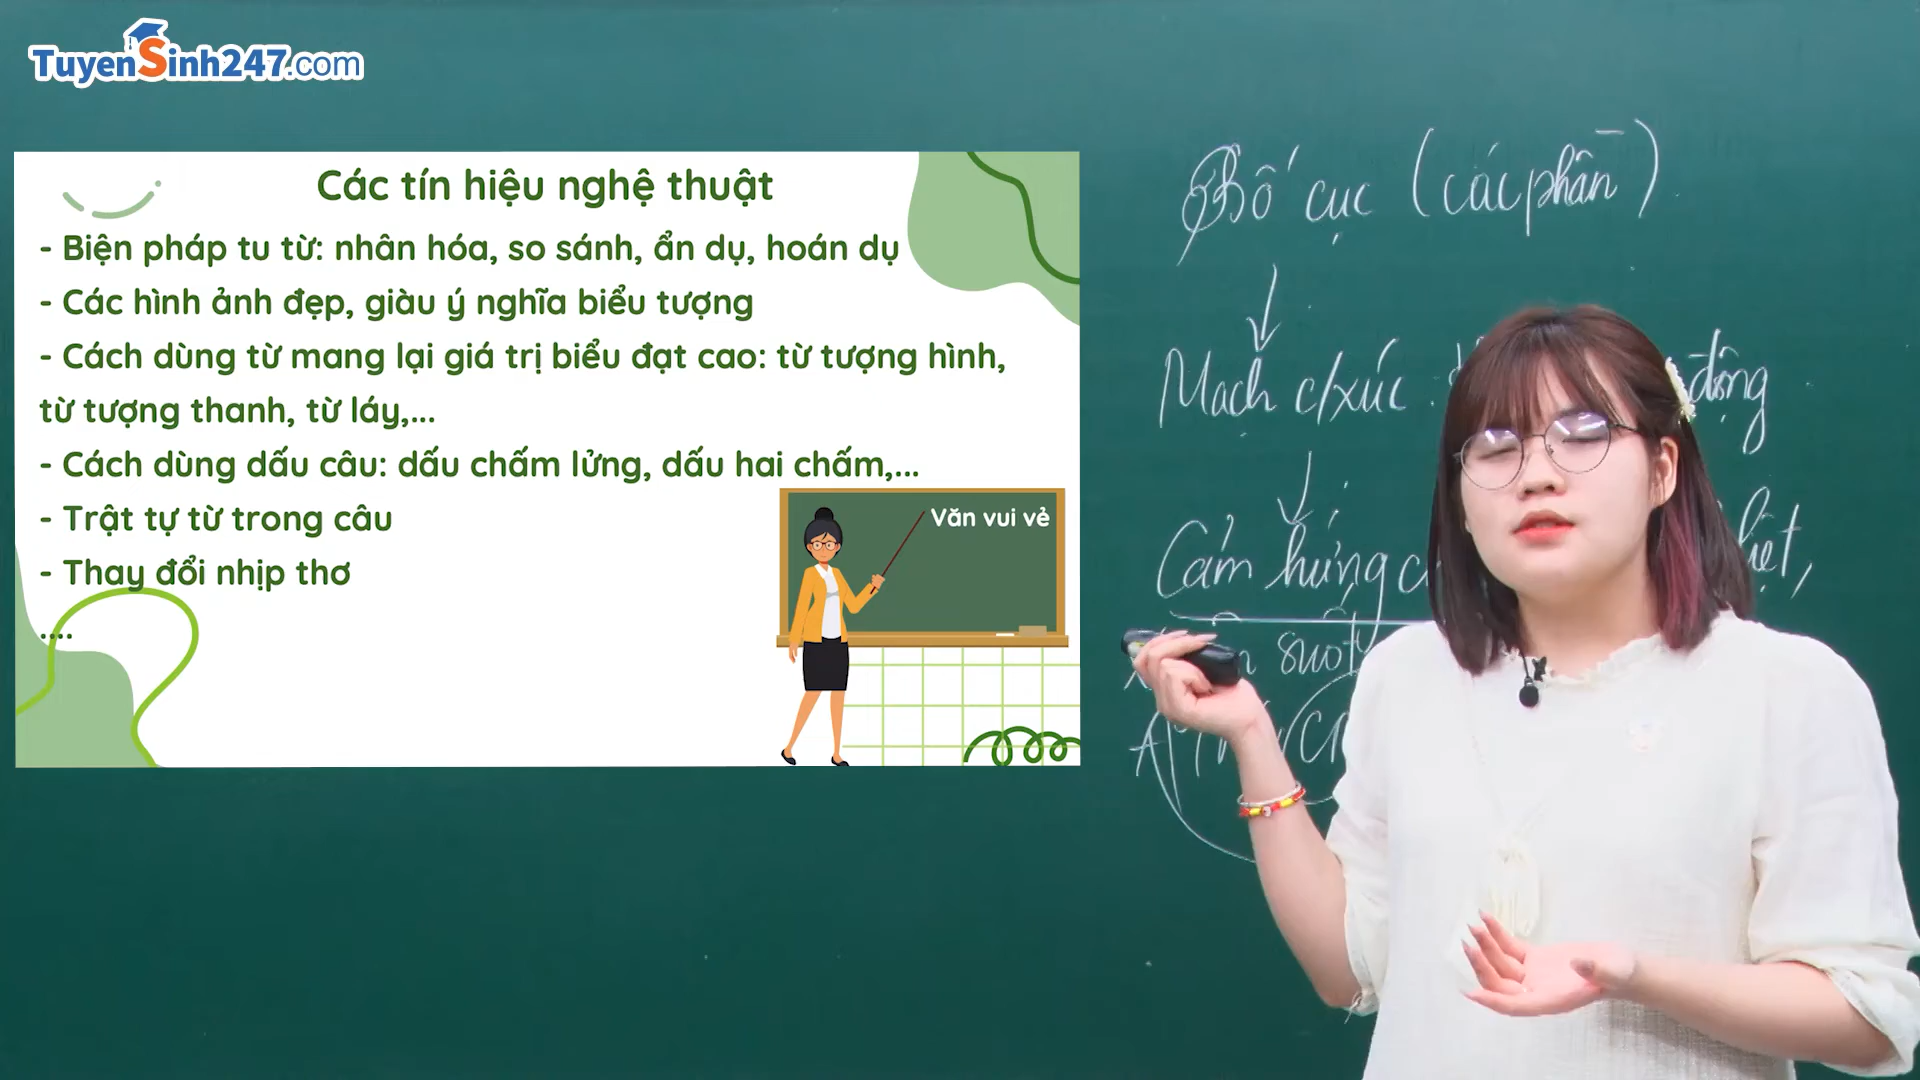 TuyenSinh247.com
Các tín hiệu nghệ thuật
- Biện pháp tu từ: nhân hóa, so sánh, ẩn dụ, hoán dụ
- Các hình ảnh đẹp, giàu ý nghĩa biểu tượng
- Cách dùng từ mang lại giá trị biểu đạt cao: từ tượng hình,
từ tượng thanh, từ láy,...
- Cách dùng dấu câu: dấu chấm lửng, dấu hai chấm,...
- Trật tự từ trong câu
- Thay đổi nhịp thơ
....
Văn vui vẻ
Bố cục (các phần)
Mạch c/xúc : động
Cảm hứng
suốt